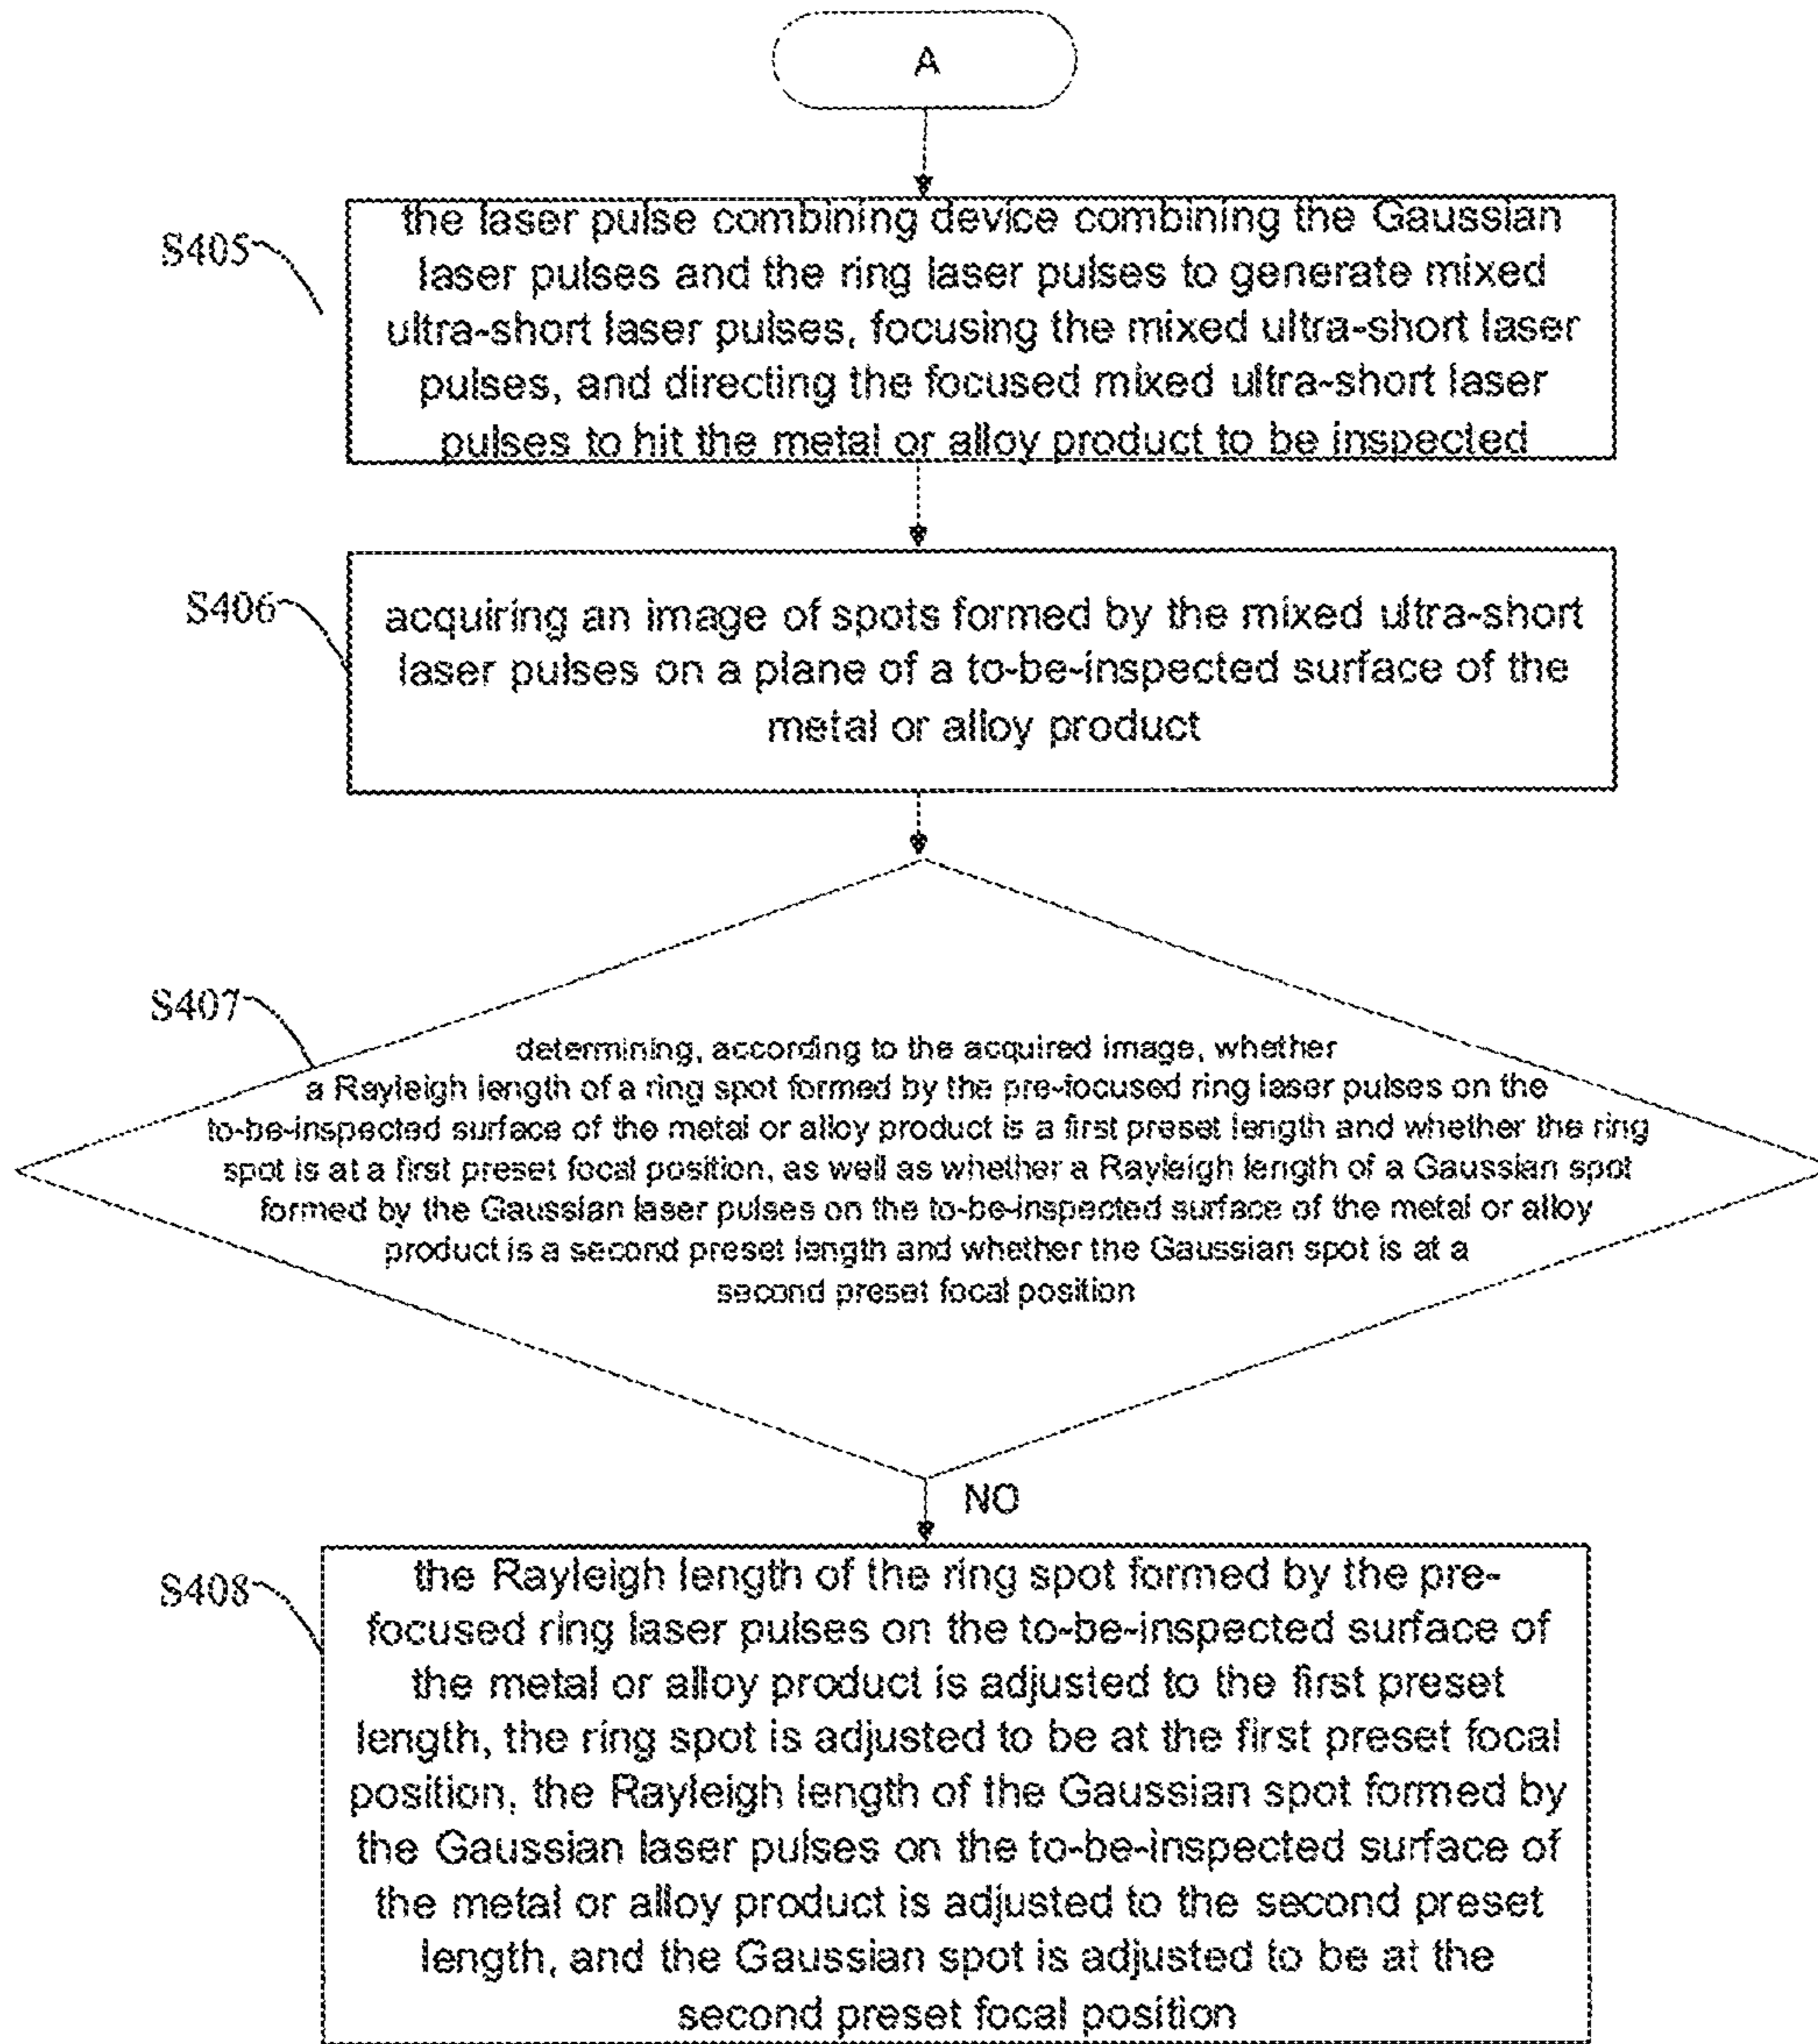 A
S405
the laser pulse combining device combining the Gaussian
laser pulses and the ring laser pulses to generate mixed
ultra-short laser pulses, focusing the mixed ultra-short laser
pulses, and directing the focused mixed ultra-short laser
pulses to hit the metal or alloy product to be inspected
S406
acquiring an image of spots formed by the mixed ultra-short
laser pulses on a plane of a to-be-inspected surface of the
metal or alloy product
S407
determining, according to the acquired image, whether
a Rayleigh length of a ring spot formed by the pre-focused ring laser pulses on the
to-be-inspected surface of the metal or alloy product is a first preset length and whether the ring
spot is at a first preset focal position, as well as whether a Rayleigh length of a Gaussian spot
formed by the Gaussian laser pulses on the to-be-inspected surface of the metal or alloy
product is a second preset length and whether the Gaussian spot is at a
second preset focal position
NO
S408
the Rayleigh length of the ring spot formed by the pre-
focused ring laser pulses on the to-be-inspected surface of
the metal or alloy product is adjusted to the first preset
length, the ring spot is adjusted to be at the first preset focal
position, the Rayleigh length of the Gaussian spot formed by
the Gaussian laser pulses on the to-be-inspected surface of
the metal or alloy product is adjusted to the second preset
length, and the Gaussian spot is adjusted to be at the
second preset focal position